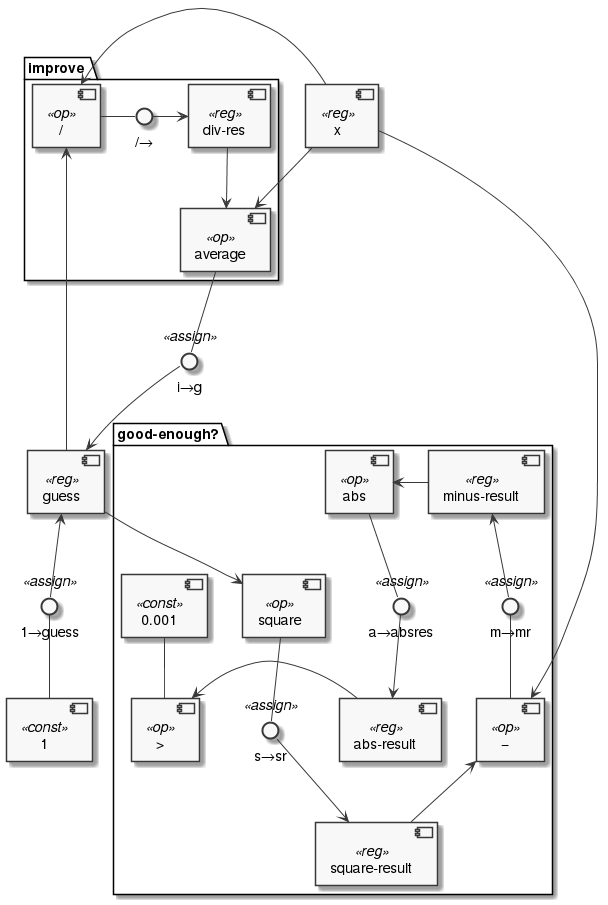 improve
«op»
/
/→
«reg»
div-res
«reg»
x
«op»
average
«assign»
i→g
good-enough?
«reg»
guess
«op»
abs
«reg»
minus-result
«assign»
1→guess
«const»
0.001
«op»
square
«assign»
a→absres
«assign»
m→mr
«const»
1
«op»
>
«assign»
s→sr
«reg»
abs-result
«op»
–
«reg»
square-result